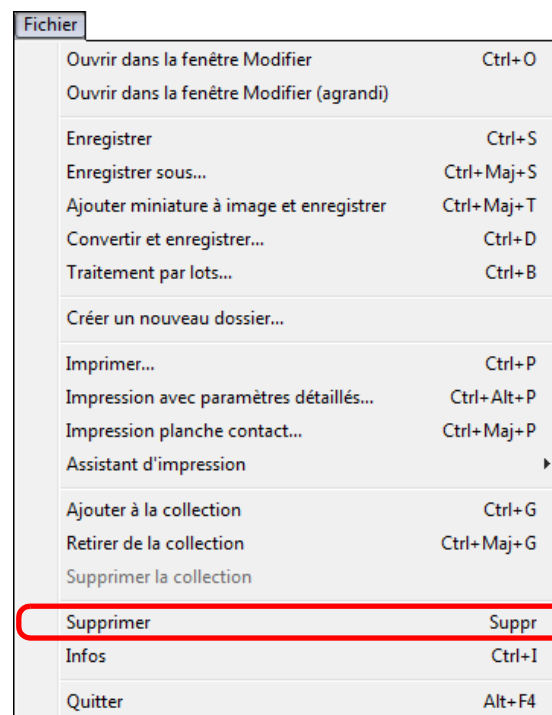 Fichier
Ouvrir dans la fenêtre Modifier Ctrl+O
Ouvrir dans la fenêtre Modifier (agrandi)
Enregistrer Ctrl+S
Enregistrer sous... Ctrl+Maj+S
Ajouter miniature à image et enregistrer Ctrl+Maj+T
Convertir et enregistrer... Ctrl+D
Traitement par lots... Ctrl+B
Créer un nouveau dossier...
Imprimer... Ctrl+P
Impression avec paramètres détaillés... Ctrl+Alt+P
Impression planche contact... Ctrl+Maj+P
Assistant d'impression
Ajouter à la collection Ctrl+G
Retirer de la collection Ctrl+Maj+G
Supprimer la collection
Supprimer Suppr
Infos Ctrl+I
Quitter Alt+F4